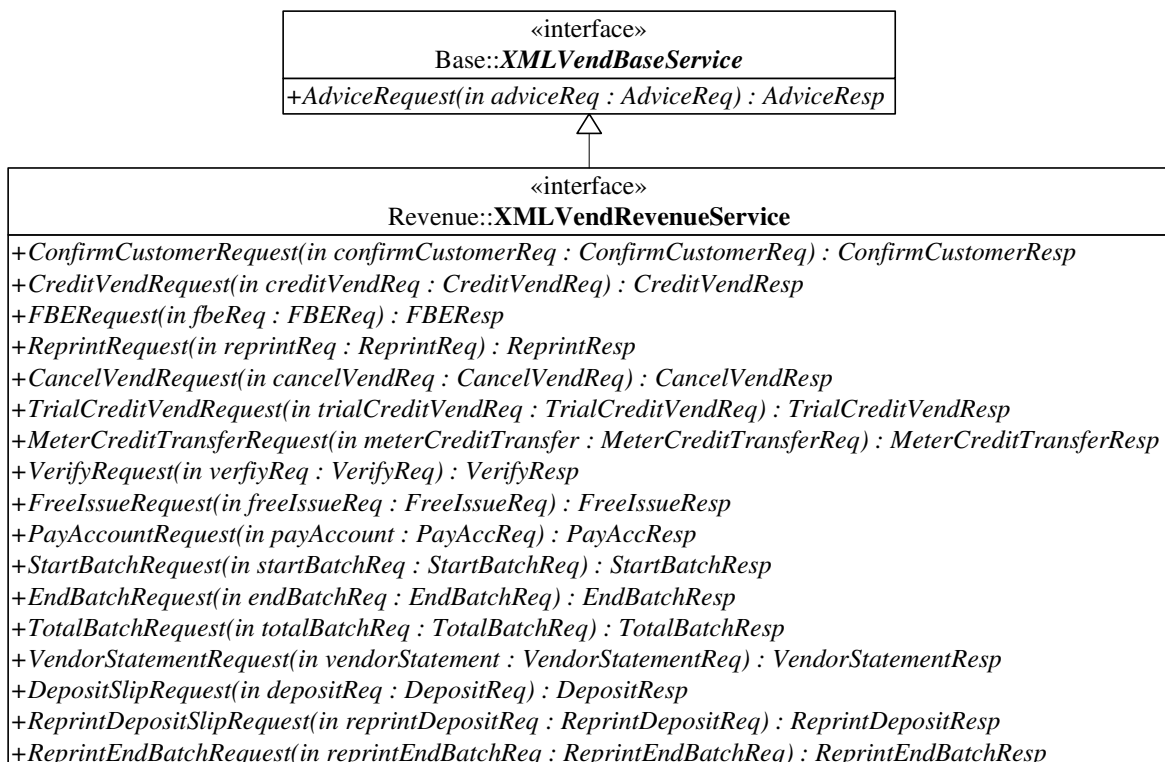 «interface»
Base::XMLVendBaseService
+AdviceRequest(in adviceReq : AdviceReq) : AdviceResp
«interface»
Revenue::XMLVendRevenueService
+ConfirmCustomerRequest(in confirmCustomerReq : ConfirmCustomerReq) : ConfirmCustomerResp
+CreditVendRequest(in creditVendReq : CreditVendReq) : CreditVendResp
+FBERequest(in fbeReq : FBEReq) : FBEResp
+ReprintRequest(in reprintReq : ReprintReq) : ReprintResp
+CancelVendRequest(in cancelVendReq : CancelVendReq) : CancelVendResp
+TrialCreditVendRequest(in trialCreditVendReq : TrialCreditVendReq) : TrialCreditVendResp
+MeterCreditTransferRequest(in meterCreditTransfer : MeterCreditTransferReq) : MeterCreditTransferResp
+VerifyRequest(in verfiyReq : VerifyReq) : VerifyResp
+FreeIssueRequest(in freeIssueReq : FreeIssueReq) : FreeIssueResp
+PayAccountRequest(in payAccount : PayAccReq) : PayAccResp
+StartBatchRequest(in startBatchReq : StartBatchReq) : StartBatchResp
+EndBatchRequest(in endBatchReq : EndBatchReq) : EndBatchResp
+TotalBatchRequest(in totalBatchReq : TotalBatchReq) : TotalBatchResp
+VendorStatementRequest(in vendorStatement : VendorStatementReq) : VendorStatementResp
+DepositSlipRequest(in depositReq : DepositReq) : DepositResp
+ReprintDepositSlipRequest(in reprintDepositReq : ReprintDepositReq) : ReprintDepositResp
+ReprintEndBatchRequest(in reprintEndBatchReq : ReprintEndBatchReq) : ReprintEndBatchResp